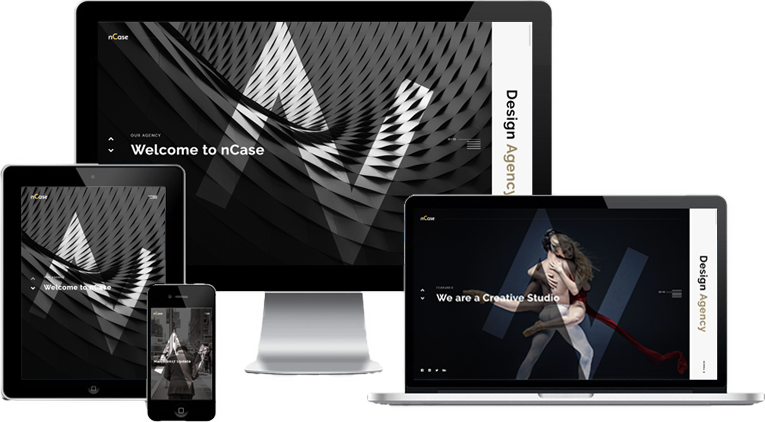 nCase
OUR AGENCY
Welcome to nCase
Design Agency
nCase
Welcome to nCase
nCase
nCase
We are a Creative Studio
Design Agency